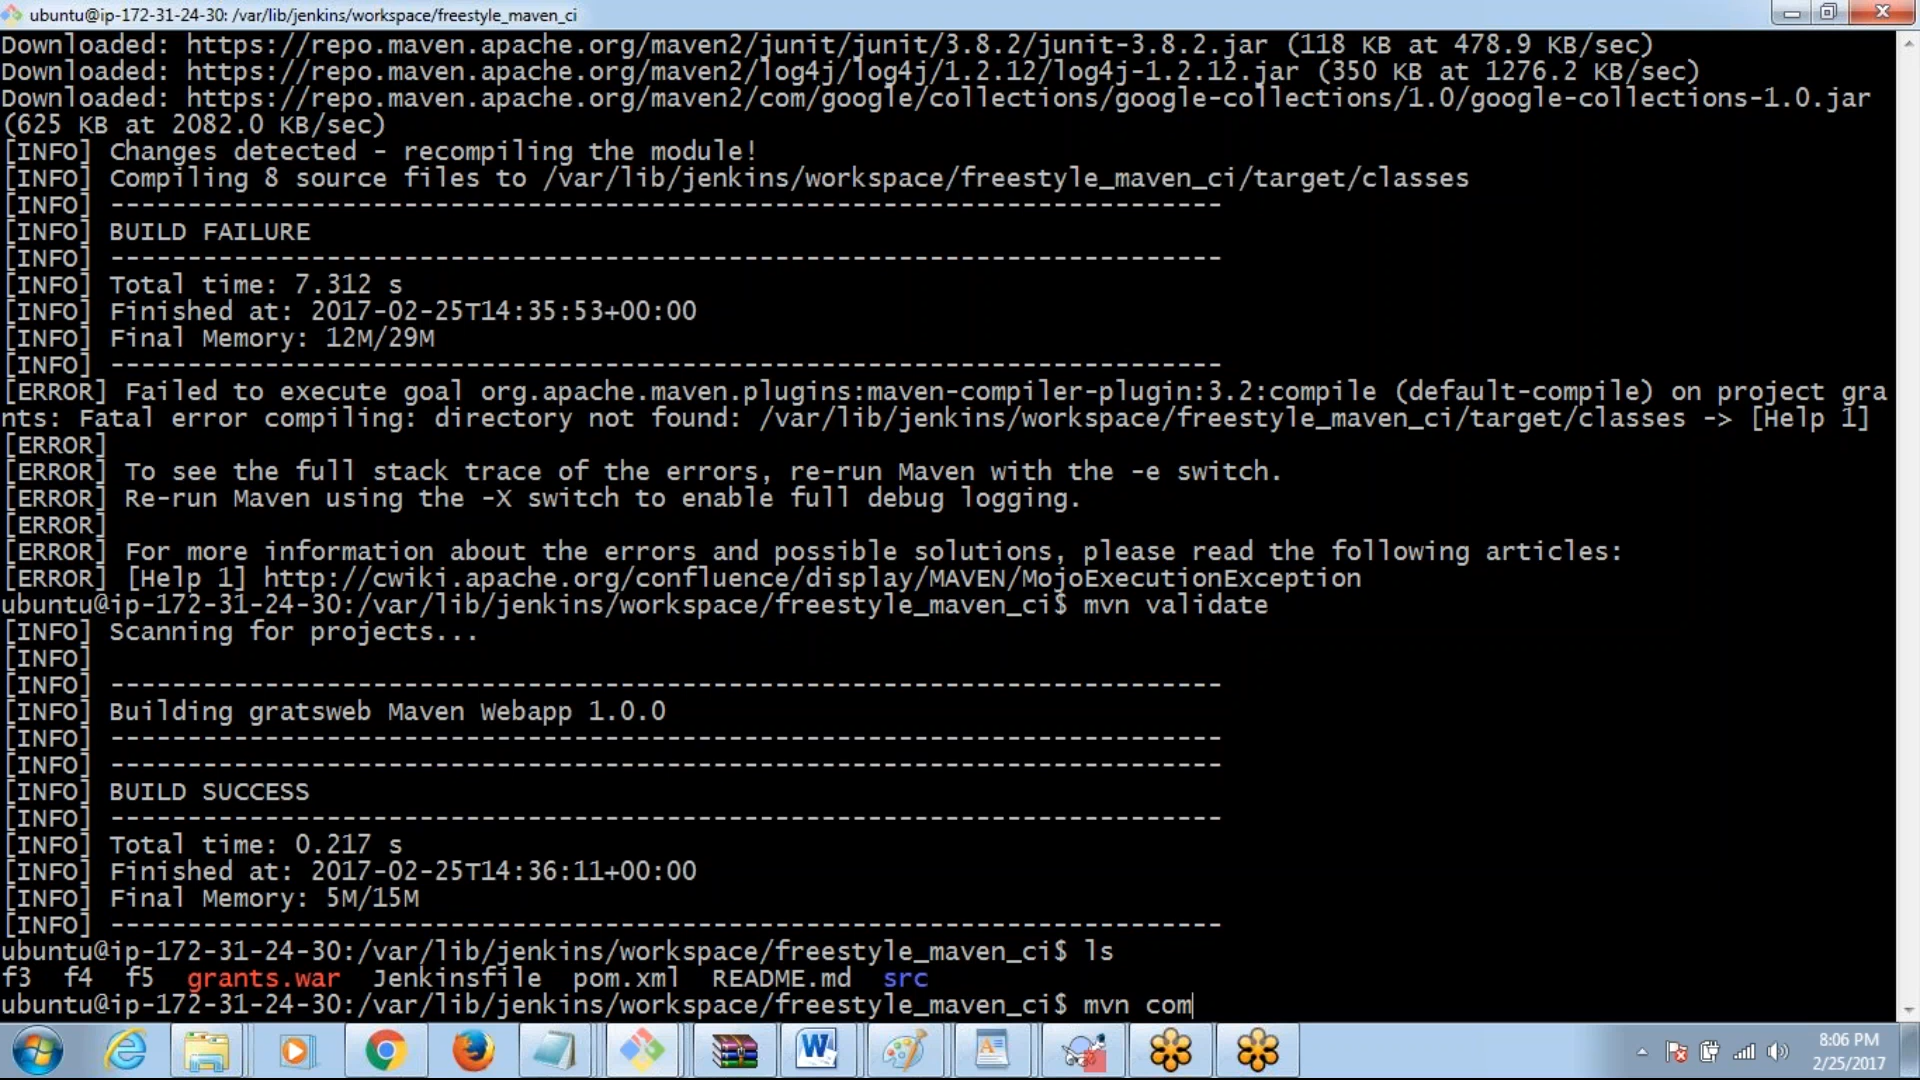 ubuntu@ip-172-31-24-30: /var/lib/jenkins/workspace/freestyle_maven_ci
Downloaded: https://repo.maven.apache.org/maven2/junit/junit/3.8.2/junit-3.8.2.jar (118 KB at 478.9 KB/sec)
Downloaded: https://repo.maven.apache.org/maven2/log4j/log4j/1.2.12/log4j-1.2.12.jar (350 KB at 1276.2 KB/sec)
Downloaded: https://repo.maven.apache.org/maven2/com/google/collections/google-collections/1.0/google-collections-1.0.jar
(625 KB at 2082.0 KB/sec)
[INFO] Changes detected - recompiling the module!
[INFO] Compiling 8 source files to /var/lib/jenkins/workspace/freestyle_maven_ci/target/classes
[INFO] ------------------------------------------------------------------------
[INFO] BUILD FAILURE
[INFO] ------------------------------------------------------------------------
[INFO] Total time: 7.312 s
[INFO] Finished at: 2017-02-25T14:35:53+00:00
[INFO] Final Memory: 12M/29M
[INFO] ------------------------------------------------------------------------
[ERROR] Failed to execute goal org.apache.maven.plugins:maven-compiler-plugin:3.2:compile (default-compile) on project gra
nts: Fatal error compiling: directory not found: /var/lib/jenkins/workspace/freestyle_maven_ci/target/classes -> [Help 1]
[ERROR]
[ERROR] To see the full stack trace of the errors, re-run Maven with the -e switch.
[ERROR] Re-run Maven using the -X switch to enable full debug logging.
[ERROR]
[ERROR] For more information about the errors and possible solutions, please read the following articles:
[ERROR] [Help 1] http://cwiki.apache.org/confluence/display/MAVEN/MojoExecutionException
ubuntu@ip-172-31-24-30:/var/lib/jenkins/workspace/freestyle_maven_ci$ mvn validate
[INFO] Scanning for projects...
[INFO]
[INFO] ------------------------------------------------------------------------
[INFO] Building gratsweb Maven Webapp 1.0.0
[INFO] ------------------------------------------------------------------------
[INFO] ------------------------------------------------------------------------
[INFO] BUILD SUCCESS
[INFO] ------------------------------------------------------------------------
[INFO] Total time: 0.217 s
[INFO] Finished at: 2017-02-25T14:36:11+00:00
[INFO] Final Memory: 5M/15M
[INFO] ------------------------------------------------------------------------
ubuntu@ip-172-31-24-30:/var/lib/jenkins/workspace/freestyle_maven_ci$ ls
f3 f4 f5 grants.war Jenkinsfile pom.xml README.md src
ubuntu@ip-172-31-24-30:/var/lib/jenkins/workspace/freestyle_maven_ci$ mvn com
8:06 PM
2/25/2017